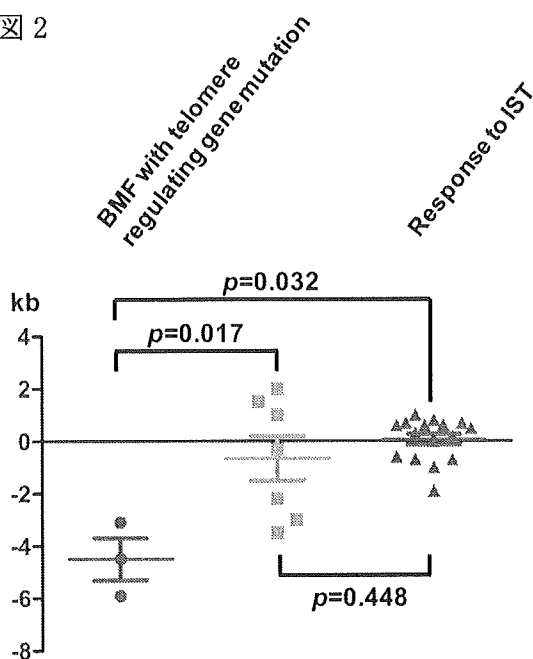 図 2
BMF with telomere
regulating gene mutation
Response to IST
kb
p=0.032
p=0.017
4
2
0
-2
-4
-6
-8
p=0.448